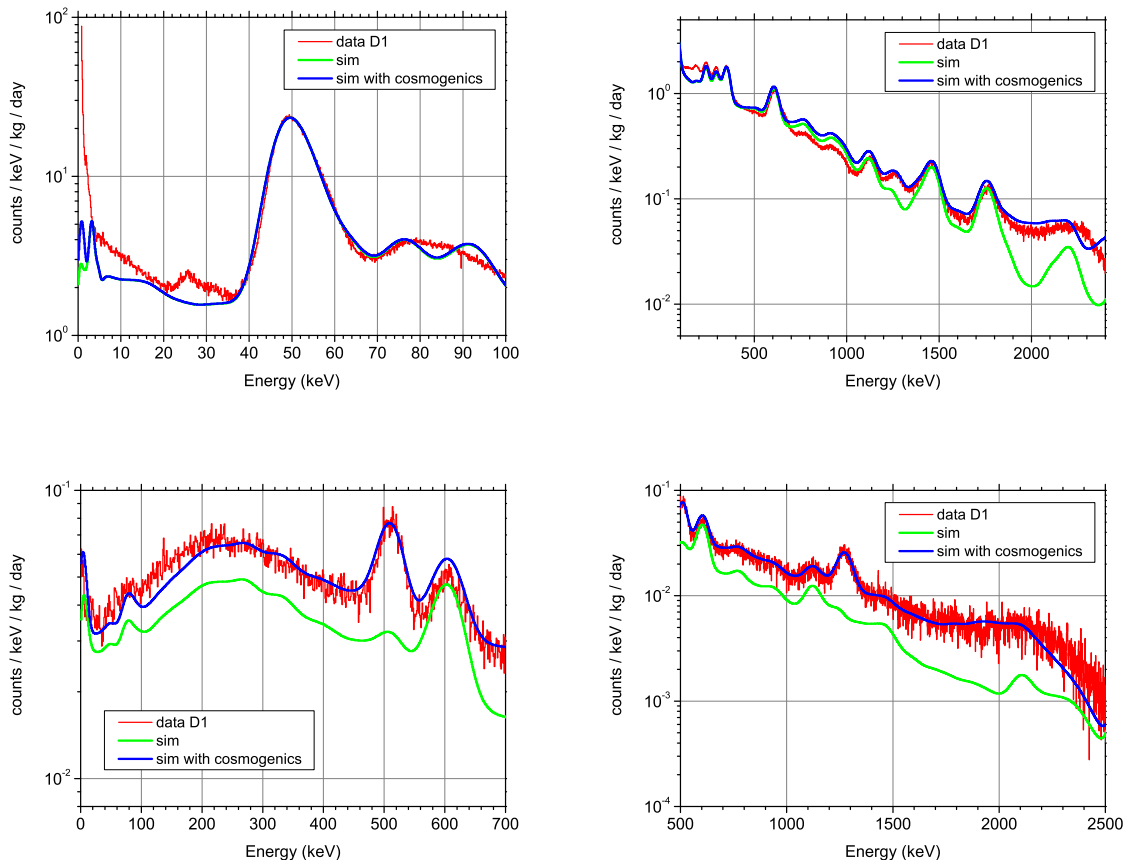 counts / keV / kg / day
10²
10¹
10⁰
data D1
sim
sim with cosmogenics
0 10 20 30 40 50 60 70 80 90 100
Energy (keV)
counts / keV / kg / day
10⁰
10⁻¹
10⁻²
data D1
sim
sim with cosmogenics
500 1000 1500 2000
Energy (keV)
counts / keV / kg / day
10⁻¹
10⁻²
data D1
sim
sim with cosmogenics
0 100 200 300 400 500 600 700
Energy (keV)
counts / keV / kg / day
10⁻¹
10⁻²
10⁻³
10⁻⁴
data D1
sim
sim with cosmogenics
500 1000 1500 2000 2500
Energy (keV)